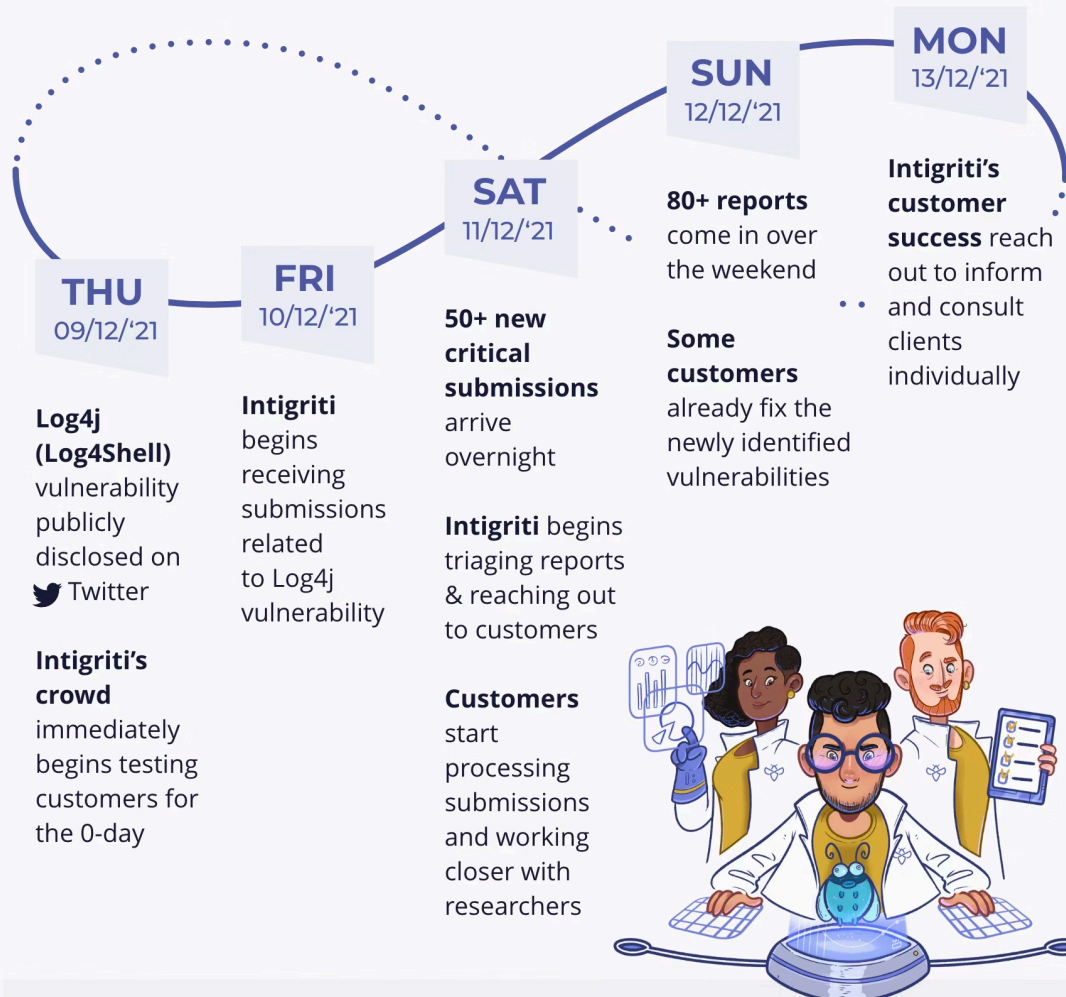 THU
09/12/‘21
Log4j
(Log4Shell)
vulnerability
publicly
disclosed on
Twitter
Intigriti’s
crowd
immediately
begins testing
customers for
the 0-day
FRI
10/12/‘21
Intigriti
begins
receiving
submissions
related
to Log4j
vulnerability
SAT
11/12/‘21
50+ new
critical
submissions
arrive
overnight
Intigriti begins
triaging reports
& reaching out
to customers
Customers
start
processing
submissions
and working
closer with
researchers
SUN
12/12/‘21
80+ reports
come in over
the weekend
Some
customers
already fix the
newly identified
vulnerabilities
MON
13/12/‘21
Intigriti’s
customer
success reach
out to inform
and consult
clients
individually